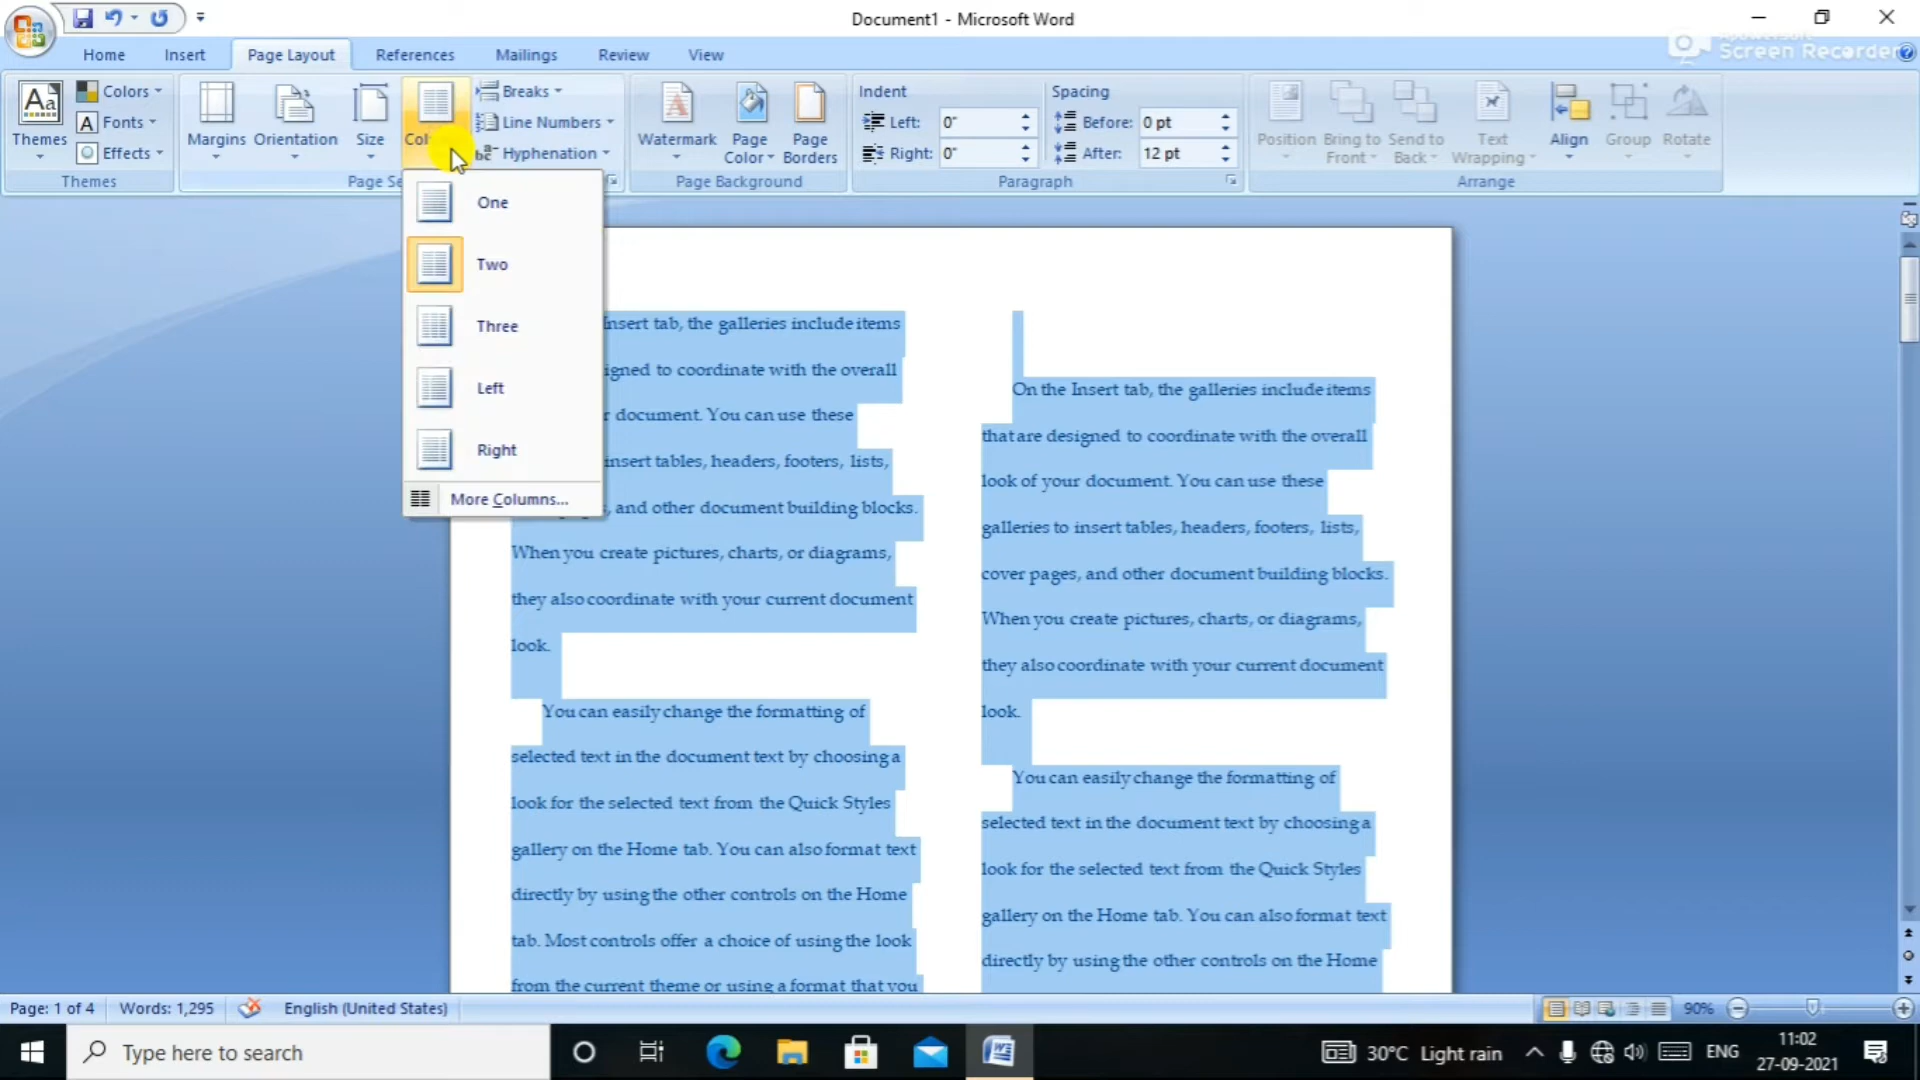 Document1 - Microsoft Word
Screen Recorder
Home Insert Page Layout References Mailings Review View
Themes
Colors
Fonts
Effects
Themes
Margins Orientation Size Col
Breaks
Line Numbers
Hyphenation
Page Se
Watermark
Page Color
Page Borders
Page Background
Indent
Left: 0"
Right: 0"
Spacing
Before: 0 pt
After: 12 pt
Paragraph
Position
Bring to Front
Send to Back
Text Wrapping
Align
Group
Rotate
Arrange
One
Two
Three
Left
Right
More Columns...
Insert tab, the galleries include items
igned to coordinate with the overall
r document. You can use these
insert tables, headers, footers, lists,
, and other document building blocks.
When you create pictures, charts, or diagrams,
they also coordinate with your current document
look.
You can easily change the formatting of
selected text in the document text by choosing a
look for the selected text from the Quick Styles
gallery on the Home tab. You can also format text
directly by using the other controls on the Home
tab. Most controls offer a choice of using the look
from the current theme or using a format that you
On the Insert tab, the galleries include items
that are designed to coordinate with the overall
look of your document. You can use these
galleries to insert tables, headers, footers, lists,
cover pages, and other document building blocks.
When you create pictures, charts, or diagrams,
they also coordinate with your current document
look.
You can easily change the formatting of
selected text in the document text by choosing a
look for the selected text from the Quick Styles
gallery on the Home tab. You can also format text
directly by using the other controls on the Home
Page: 1 of 4 Words: 1,295 English (United States) 90%
Type here to search
30°C Light rain ENG
11:02
27-09-2021